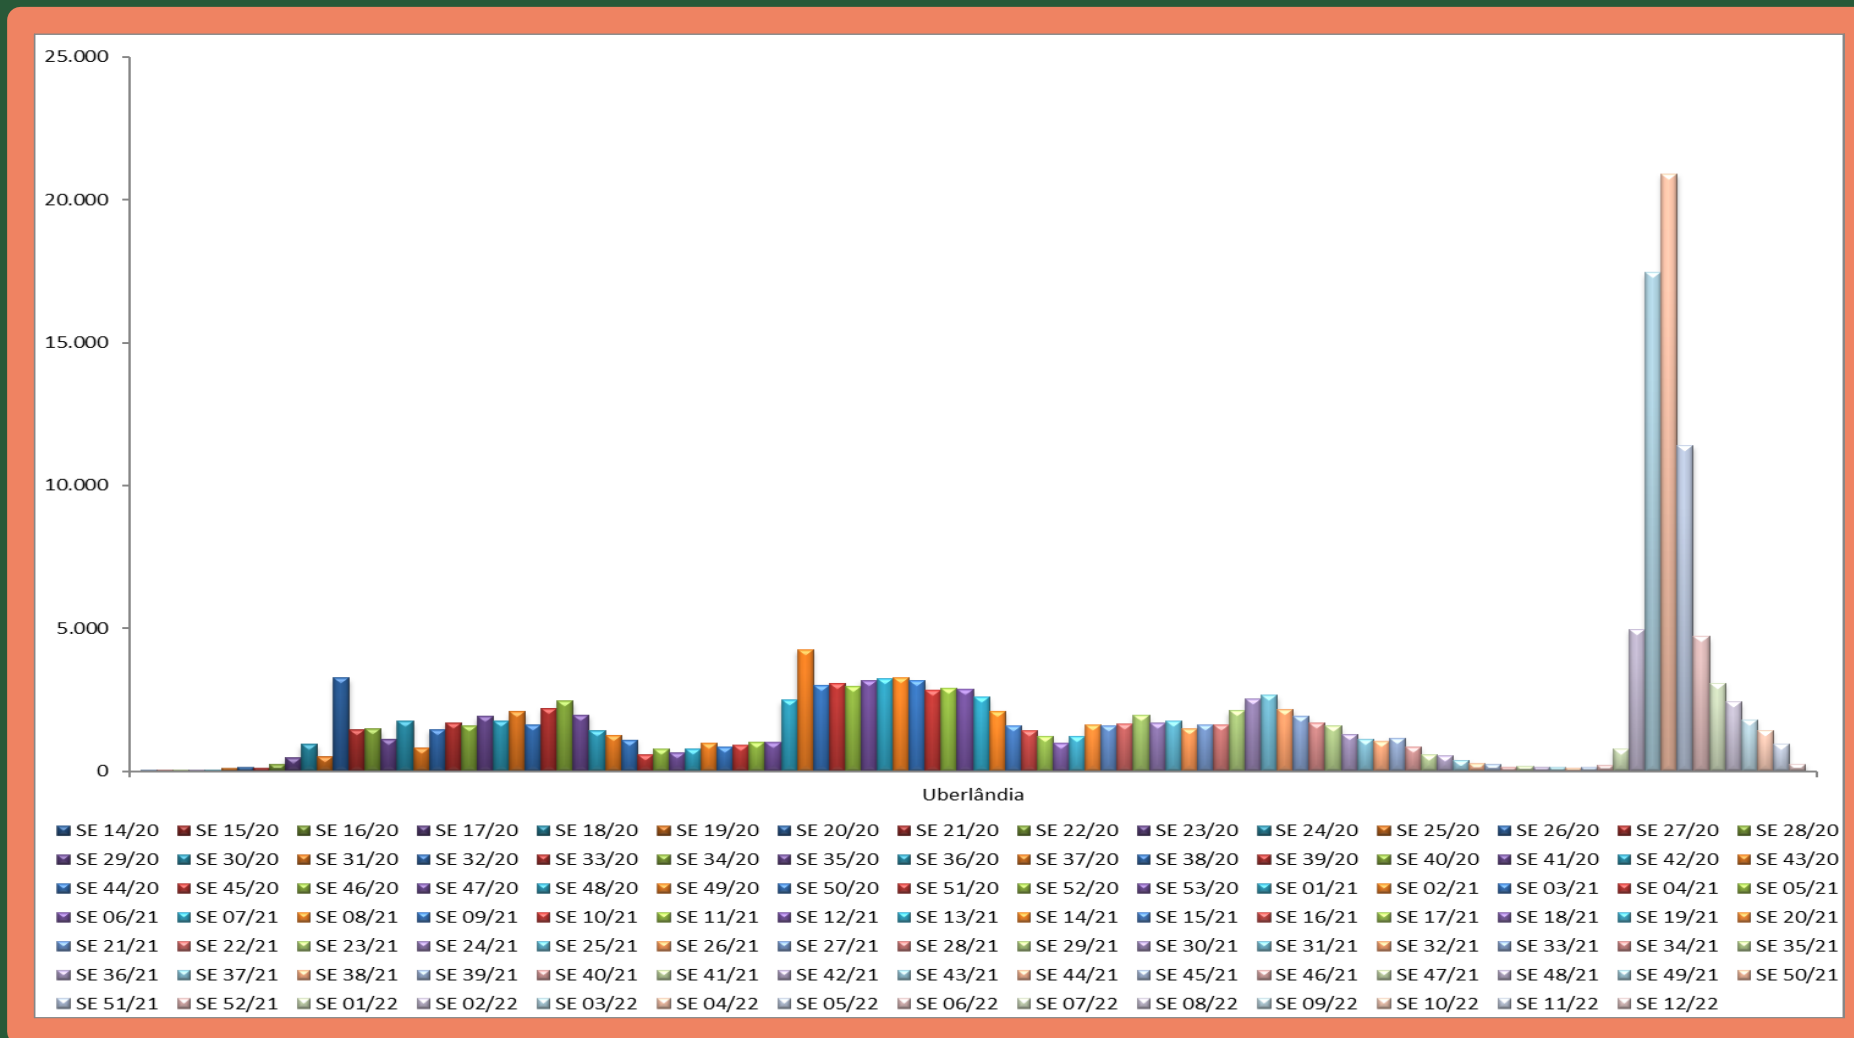 25.000
20.000
15.000
10.000
5.000
0
Uberlândia
SE 14/20 SE 15/20 SE 16/20 SE 17/20 SE 18/20 SE 19/20 SE 20/20 SE 21/20 SE 22/20 SE 23/20 SE 24/20 SE 25/20 SE 26/20 SE 27/20 SE 28/20
SE 29/20 SE 30/20 SE 31/20 SE 32/20 SE 33/20 SE 34/20 SE 35/20 SE 36/20 SE 37/20 SE 38/20 SE 39/20 SE 40/20 SE 41/20 SE 42/20 SE 43/20
SE 44/20 SE 45/20 SE 46/20 SE 47/20 SE 48/20 SE 49/20 SE 50/20 SE 51/20 SE 52/20 SE 53/20 SE 01/21 SE 02/21 SE 03/21 SE 04/21 SE 05/21
SE 06/21 SE 07/21 SE 08/21 SE 09/21 SE 10/21 SE 11/21 SE 12/21 SE 13/21 SE 14/21 SE 15/21 SE 16/21 SE 17/21 SE 18/21 SE 19/21 SE 20/21
SE 21/21 SE 22/21 SE 23/21 SE 24/21 SE 25/21 SE 26/21 SE 27/21 SE 28/21 SE 29/21 SE 30/21 SE 31/21 SE 32/21 SE 33/21 SE 34/21 SE 35/21
SE 36/21 SE 37/21 SE 38/21 SE 39/21 SE 40/21 SE 41/21 SE 42/21 SE 43/21 SE 44/21 SE 45/21 SE 46/21 SE 47/21 SE 48/21 SE 49/21 SE 50/21
SE 51/21 SE 52/21 SE 01/22 SE 02/22 SE 03/22 SE 04/22 SE 05/22 SE 06/22 SE 07/22 SE 08/22 SE 09/22 SE 10/22 SE 11/22 SE 12/22